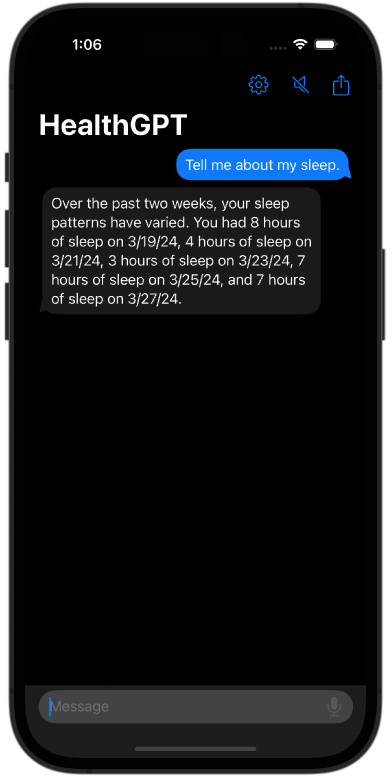 1:06
HealthGPT
Tell me about my sleep.
Over the past two weeks, your sleep
patterns have varied. You had 8 hours
of sleep on 3/19/24, 4 hours of sleep on
3/21/24, 3 hours of sleep on 3/23/24, 7
hours of sleep on 3/25/24, and 7 hours
of sleep on 3/27/24.
Message